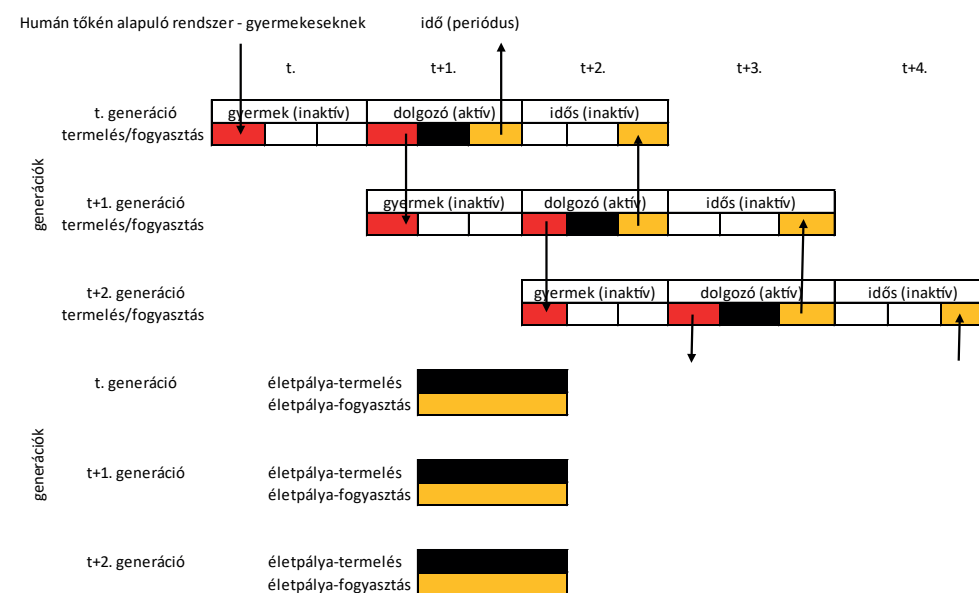 Humán tőkén alapuló rendszer - gyermekeseknek
idő (periódus)
t. t+1. t+2. t+3. t+4.
generációk
t. generáció
termelés/fogyasztás
gyermek (inaktív) dolgozó (aktív) idős (inaktív)
t+1. generáció
termelés/fogyasztás
gyermek (inaktív) dolgozó (aktív) idős (inaktív)
t+2. generáció
termelés/fogyasztás
gyermek (inaktív) dolgozó (aktív) idős (inaktív)
generációk
t. generáció
életpálya-termelés
életpálya-fogyasztás
t+1. generáció
életpálya-termelés
életpálya-fogyasztás
t+2. generáció
életpálya-termelés
életpálya-fogyasztás